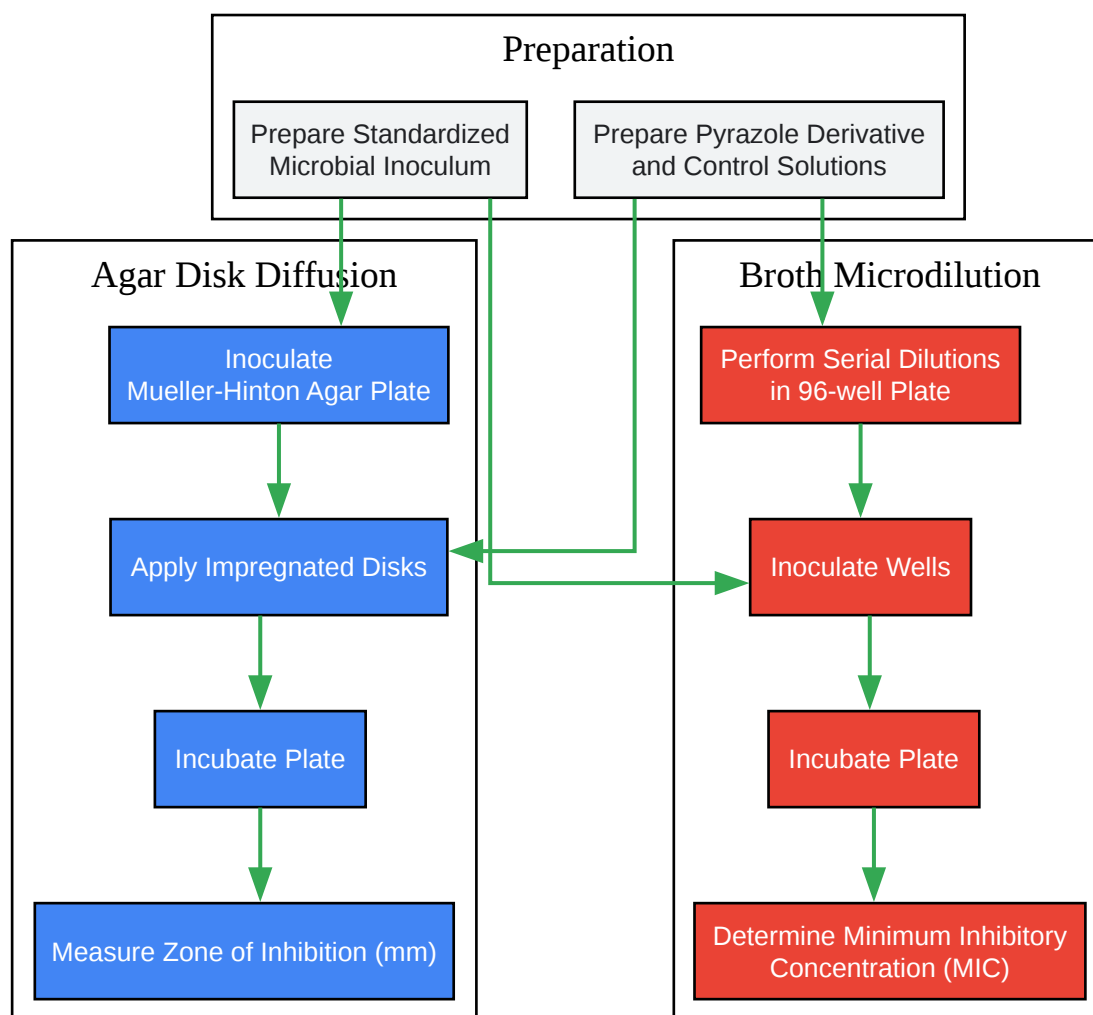 Preparation
Prepare Standardized
Microbial Inoculum
Prepare Pyrazole Derivative
and Control Solutions
Agar Disk Diffusion
Inoculate
Mueller-Hinton Agar Plate
Apply Impregnated Disks
Incubate Plate
Measure Zone of Inhibition (mm)
Broth Microdilution
Perform Serial Dilutions
in 96-well Plate
Inoculate Wells
Incubate Plate
Determine Minimum Inhibitory
Concentration (MIC)